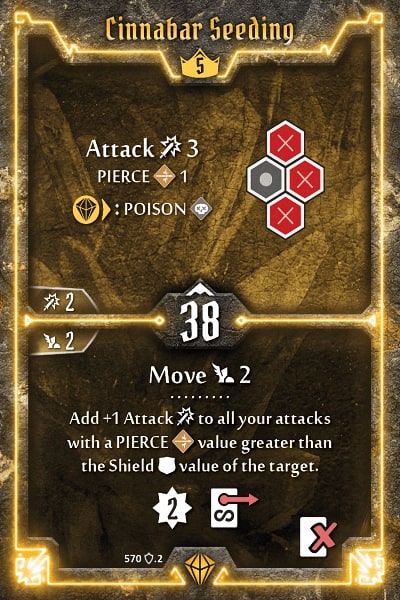 Cinnabar Seeding
5
Attack 3
PIERCE 1
: POISON
2
38
2
Move 2
Add +1 Attack to all your attacks
with a PIERCE value greater than
the Shield value of the target.
2 S
570 .2